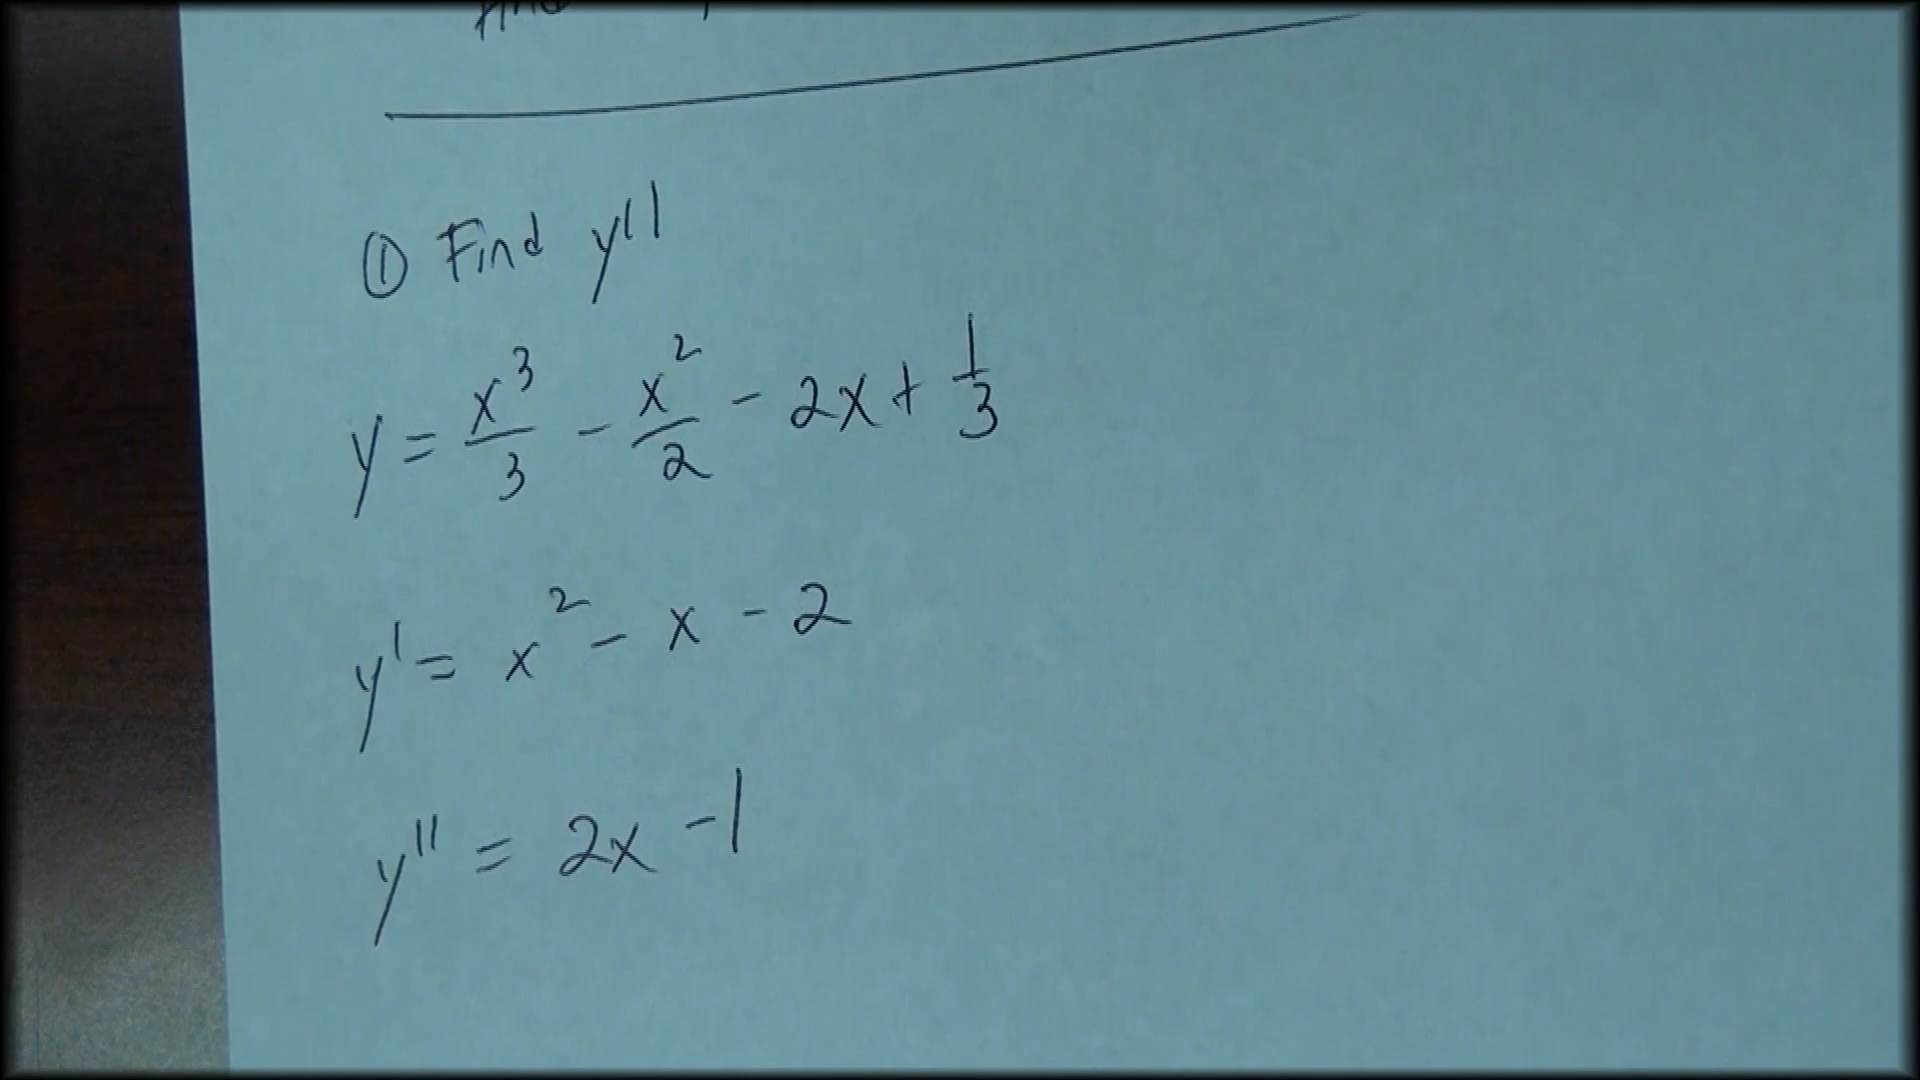 ① Find y''
y = x³/3 - x²/2 - 2x + 1/3
y' = x² - x - 2
y'' = 2x - 1